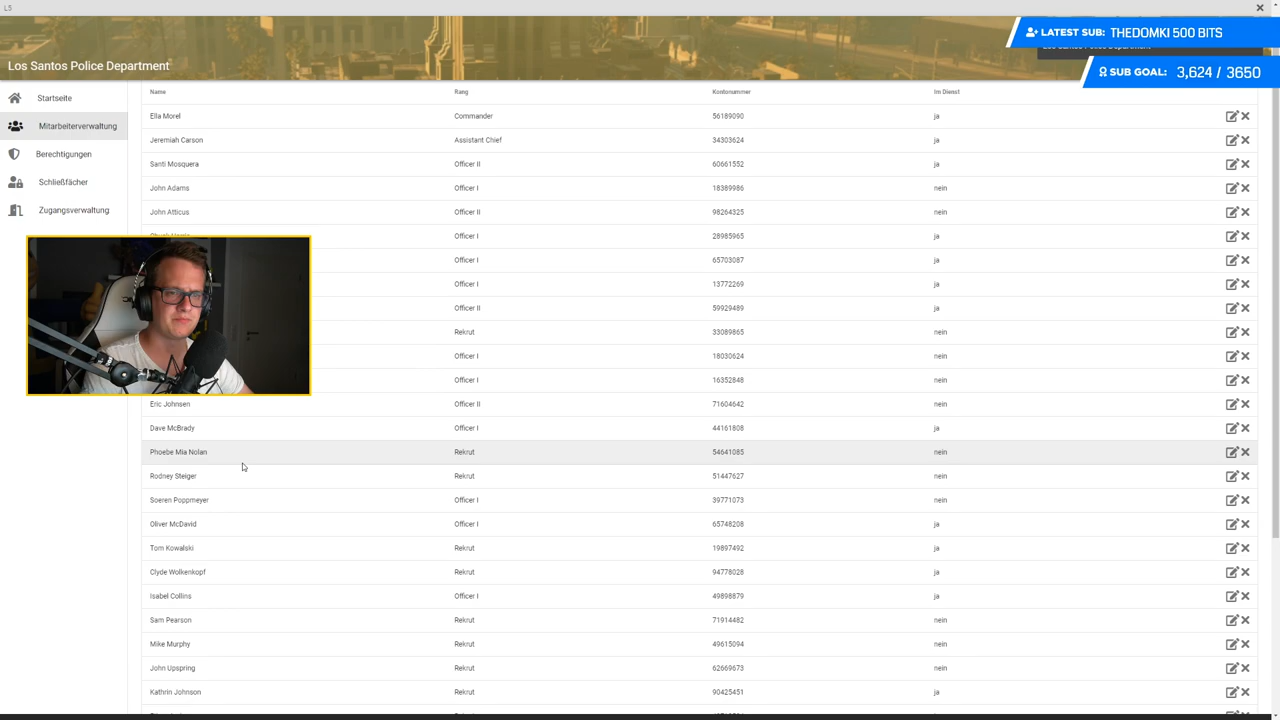 LS
LATEST SUB: THEDOMKI 500 BITS
Los Santos Police Department
SUB GOAL: 3,624 / 3650
Startseite
Mitarbeiterverwaltung
Berechtigungen
Schließfächer
Zugangsverwaltung
Name Rang Kontonummer Im Dienst
Ella Morel Commander 56189090 ja
Jeremiah Carson Assistant Chief 34303624 ja
Santi Mosquera Officer II 60661552 ja
John Adams Officer I 18389986 nein
John Atticus Officer II 98264325 nein
Officer I 28985965 ja
Officer I 65703087 ja
Officer I 13772269 ja
Officer II 59929489 ja
Rekrut 33089865 nein
Officer I 18030624 nein
Officer I 16352848 nein
Eric Johnsen Officer II 71604642 nein
Dave McBrady Officer I 44161808 ja
Phoebe Mia Nolan Rekrut 54641085 nein
Rodney Steiger Rekrut 51447627 nein
Soeren Poppmeyer Officer I 39771073 nein
Oliver McDavid Officer I 65748208 ja
Tom Kowalski Rekrut 19897492 ja
Clyde Wolkenkopf Rekrut 94778028 ja
Isabel Collins Officer I 49898879 ja
Sam Pearson Rekrut 71914482 nein
Mike Murphy Rekrut 49615094 nein
John Upspring Rekrut 62669673 nein
Kathrin Johnson Rekrut 90425451 ja